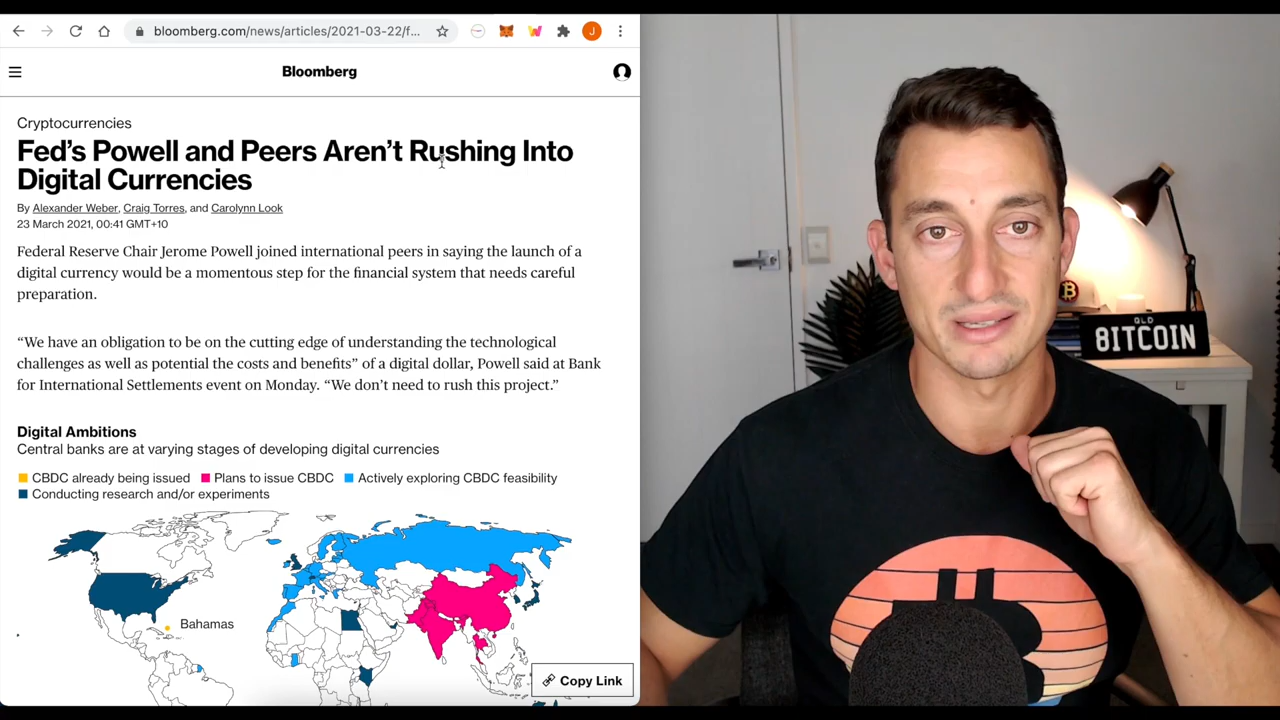 bloomberg.com/news/articles/2021-03-22/f...
J
Bloomberg
Cryptocurrencies
Fed’s Powell and Peers Aren’t Rushing Into
Digital Currencies
By Alexander Weber, Craig Torres, and Carolynn Look
23 March 2021, 00:41 GMT+10
Federal Reserve Chair Jerome Powell joined international peers in saying the launch of a
digital currency would be a momentous step for the financial system that needs careful
preparation.
“We have an obligation to be on the cutting edge of understanding the technological
challenges as well as potential the costs and benefits” of a digital dollar, Powell said at Bank
for International Settlements event on Monday. “We don’t need to rush this project.”
Digital Ambitions
Central banks are at varying stages of developing digital currencies
CBDC already being issued Plans to issue CBDC Actively exploring CBDC feasibility
Conducting research and/or experiments
Bahamas
Copy Link
QLD
8ITCOIN